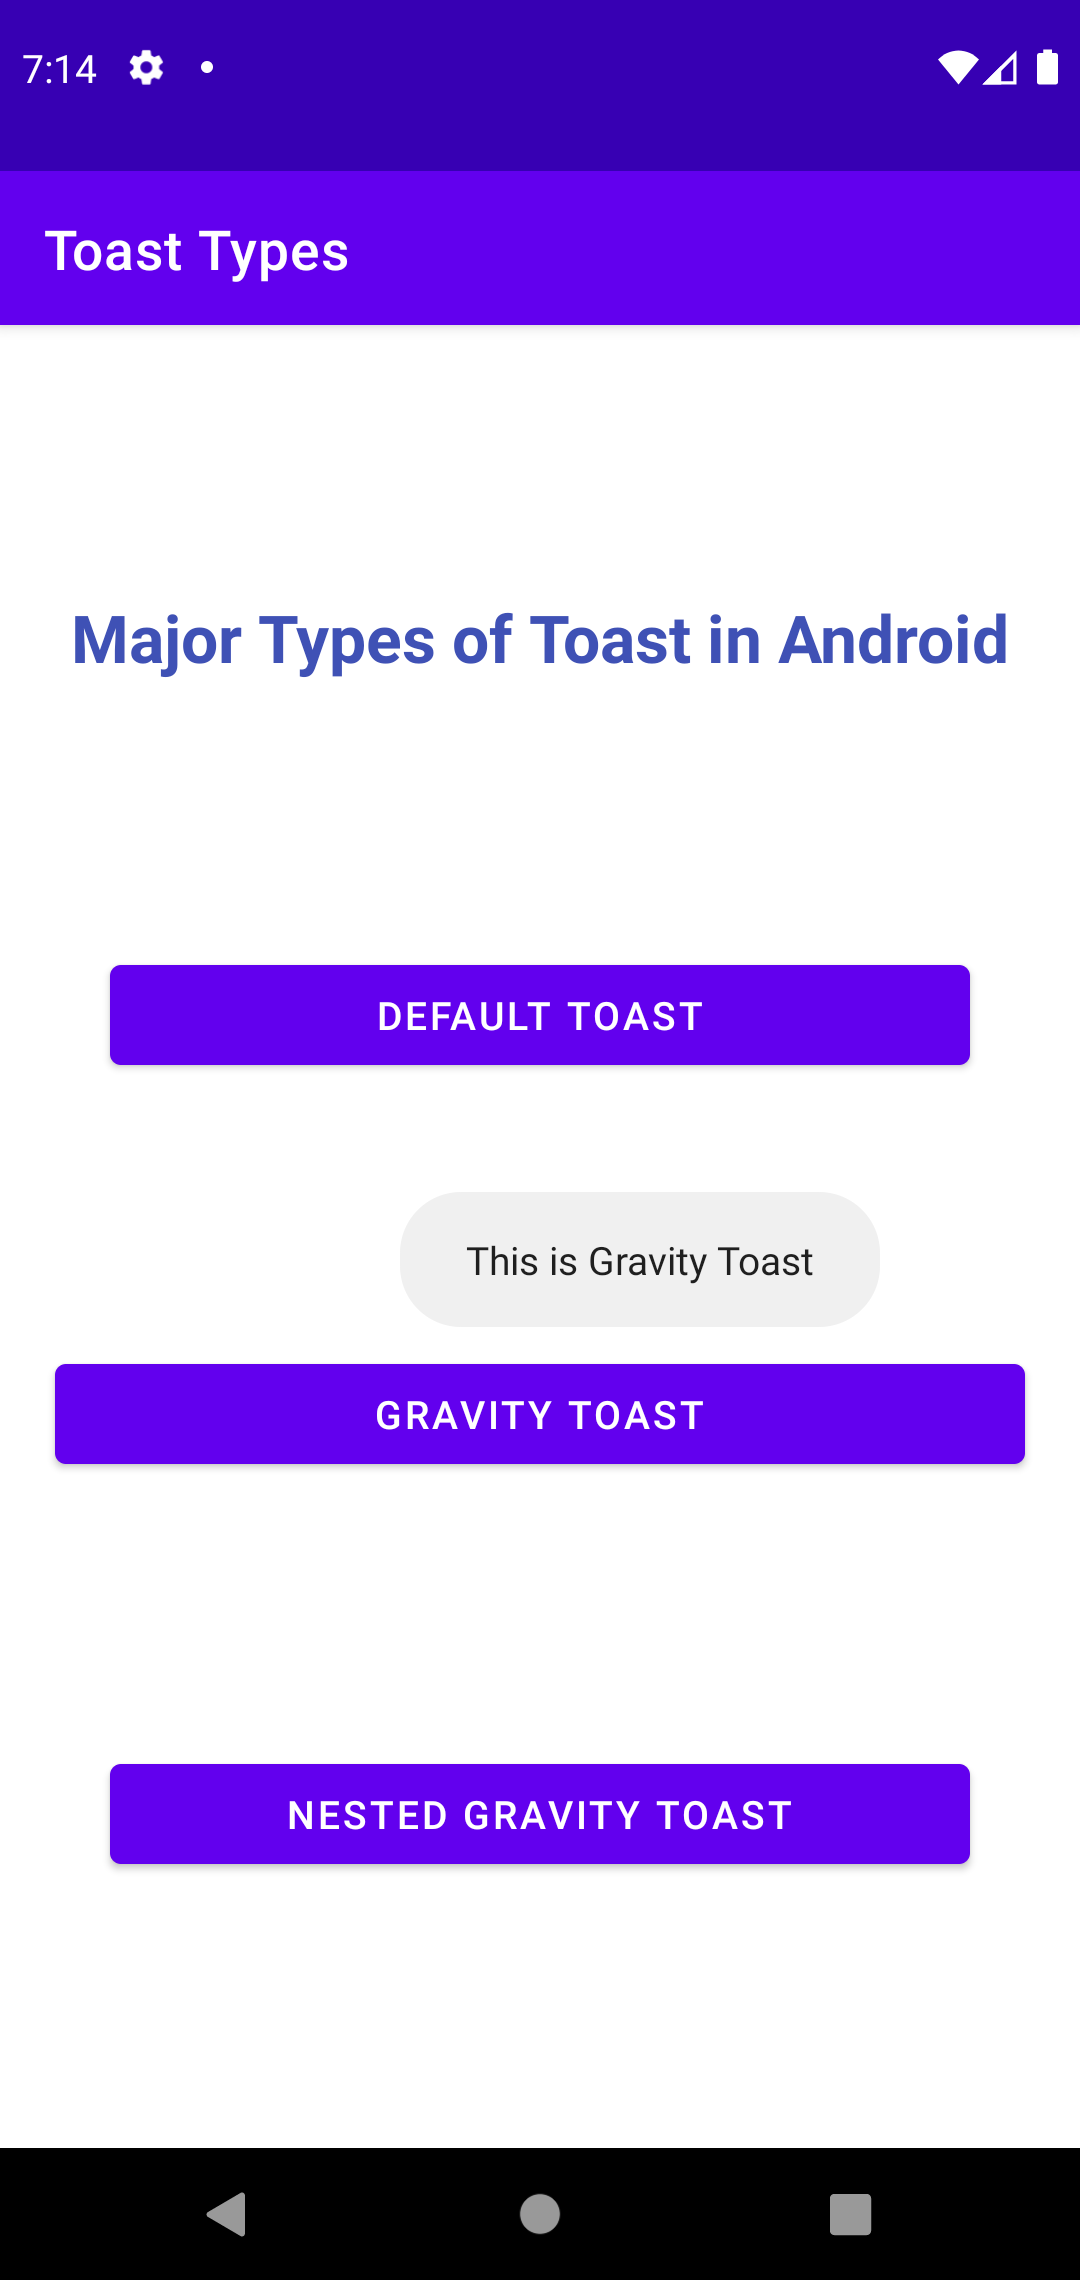 7:14
Toast Types
Major Types of Toast in Android
DEFAULT TOAST
This is Gravity Toast
GRAVITY TOAST
NESTED GRAVITY TOAST